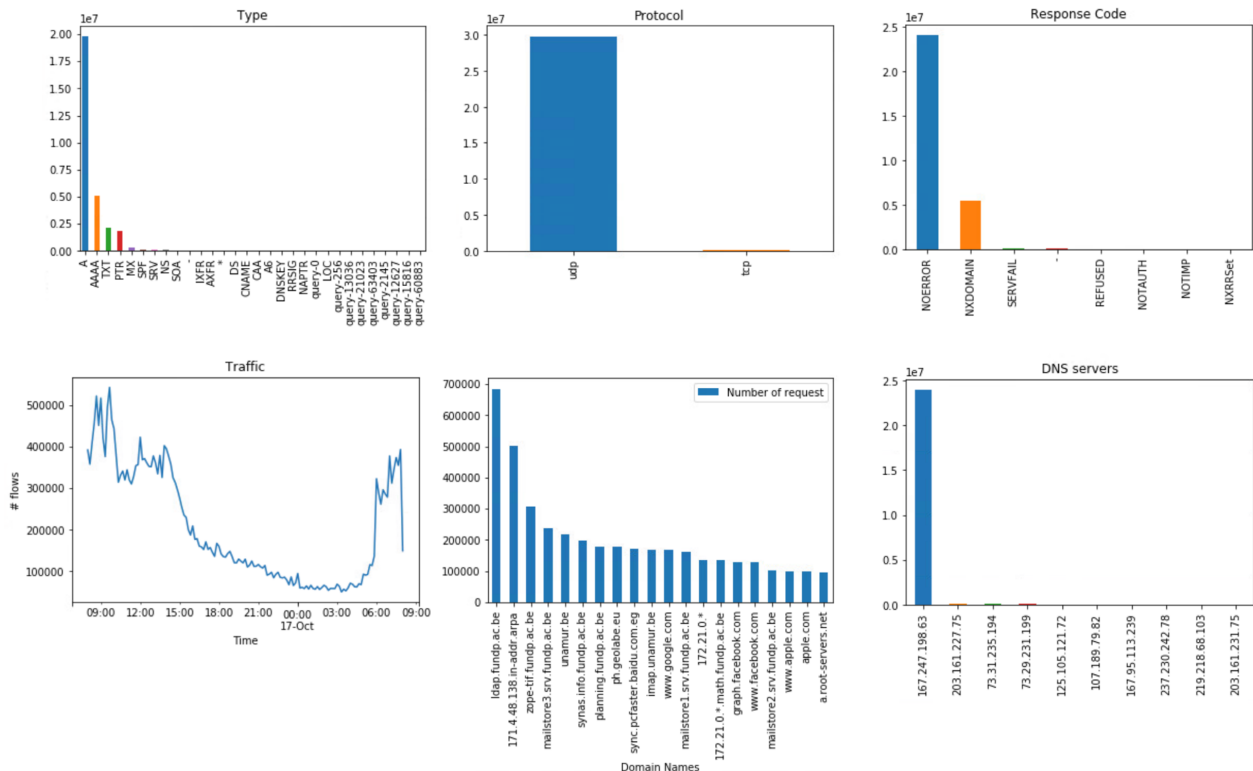 Type
1e7
2.00
1.75
1.50
1.25
1.00
0.75
0.50
0.25
0.00
A
AAAA
TXT
PTR
MX
SPF
SRV
NS
SOA
-
IXFR
AXFR
*
DS
CNAME
CAA
A6
DNSKEY
RRSIG
NAPTR
query-0
LOC
query-256
query-13036
query-21023
query-63403
query-2145
query-12627
query-15816
query-60883
Protocol
1e7
3.0
2.5
2.0
1.5
1.0
0.5
0.0
udp
tcp
Response Code
1e7
2.5
2.0
1.5
1.0
0.5
0.0
NOERROR
NXDOMAIN
SERVFAIL
-
REFUSED
NOTAUTH
NOTIMP
NXRRSet
Traffic
500000
400000
300000
200000
100000
# flows
09:00 12:00 15:00 18:00 21:00 00:00 03:00 06:00 09:00
17-Oct
Time
Number of request
700000
600000
500000
400000
300000
200000
100000
0
ldap.fundp.ac.be
171.4.48.138.in-addr.arpa
zope-tif.fundp.ac.be
mailstore3.srv.fundp.ac.be
unamur.be
synas.info.fundp.ac.be
planning.fundp.ac.be
ph.geolabe.eu
sync.pcfaster.baidu.com.eg
imap.unamur.be
www.google.com
mailstore1.srv.fundp.ac.be
172.21.0.*
172.21.0.*.math.fundp.ac.be
graph.facebook.com
www.facebook.com
mailstore2.srv.fundp.ac.be
www.apple.com
apple.com
a.root-servers.net
Domain Names
DNS servers
1e7
2.5
2.0
1.5
1.0
0.5
0.0
167.247.198.63
203.161.227.75
73.31.235.194
73.29.231.199
125.105.121.72
107.189.79.82
167.95.113.239
237.230.242.78
219.218.68.103
203.161.231.75